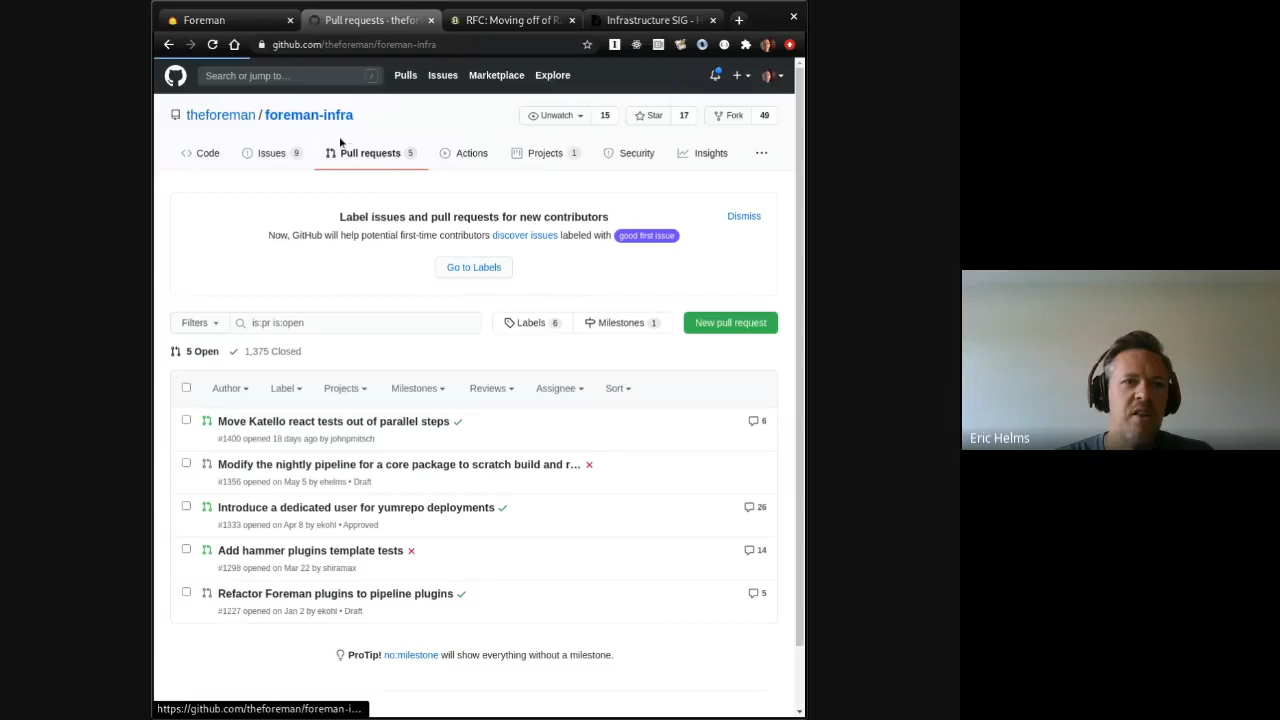 Foreman
Pull requests · thefor
RFC: Moving off of R
Infrastructure SIG - H
github.com/theforeman/foreman-infra
Search or jump to…
/
Pulls
Issues
Marketplace
Explore
theforeman / foreman-infra
Unwatch
15
Star
17
Fork
49
Code
Issues 9
Pull requests 5
Actions
Projects 1
Security
Insights
Label issues and pull requests for new contributors
Dismiss
Now, GitHub will help potential first-time contributors discover issues labeled with good first issue
Go to Labels
Filters
is:pr is:open
Labels 6
Milestones 1
New pull request
5 Open
1,375 Closed
Author
Label
Projects
Milestones
Reviews
Assignee
Sort
Move Katello react tests out of parallel steps
6
#1400 opened 18 days ago by johnpmitsch
Modify the nightly pipeline for a core package to scratch build and r…
#1356 opened on May 5 by ehelms • Draft
Introduce a dedicated user for yumrepo deployments
26
#1333 opened on Apr 8 by ekohl • Approved
Add hammer plugins template tests
14
#1298 opened on Mar 22 by shiramax
Refactor Foreman plugins to pipeline plugins
5
#1227 opened on Jan 2 by ekohl • Draft
ProTip! no:milestone will show everything without a milestone.
https://github.com/theforeman/foreman-i…
Eric Helms